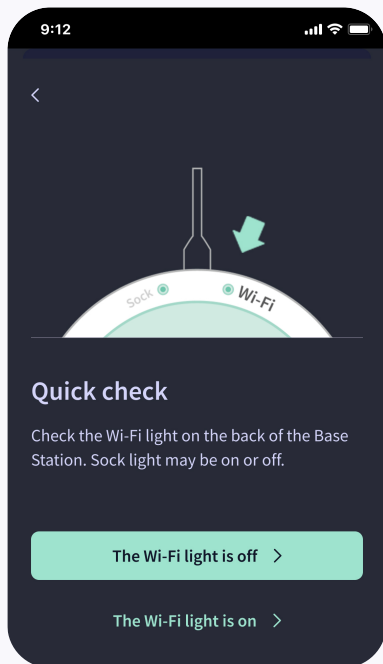 9:12
Sock
Wi-Fi
Quick check
Check the Wi-Fi light on the back of the Base
Station. Sock light may be on or off.
The Wi-Fi light is off
The Wi-Fi light is on